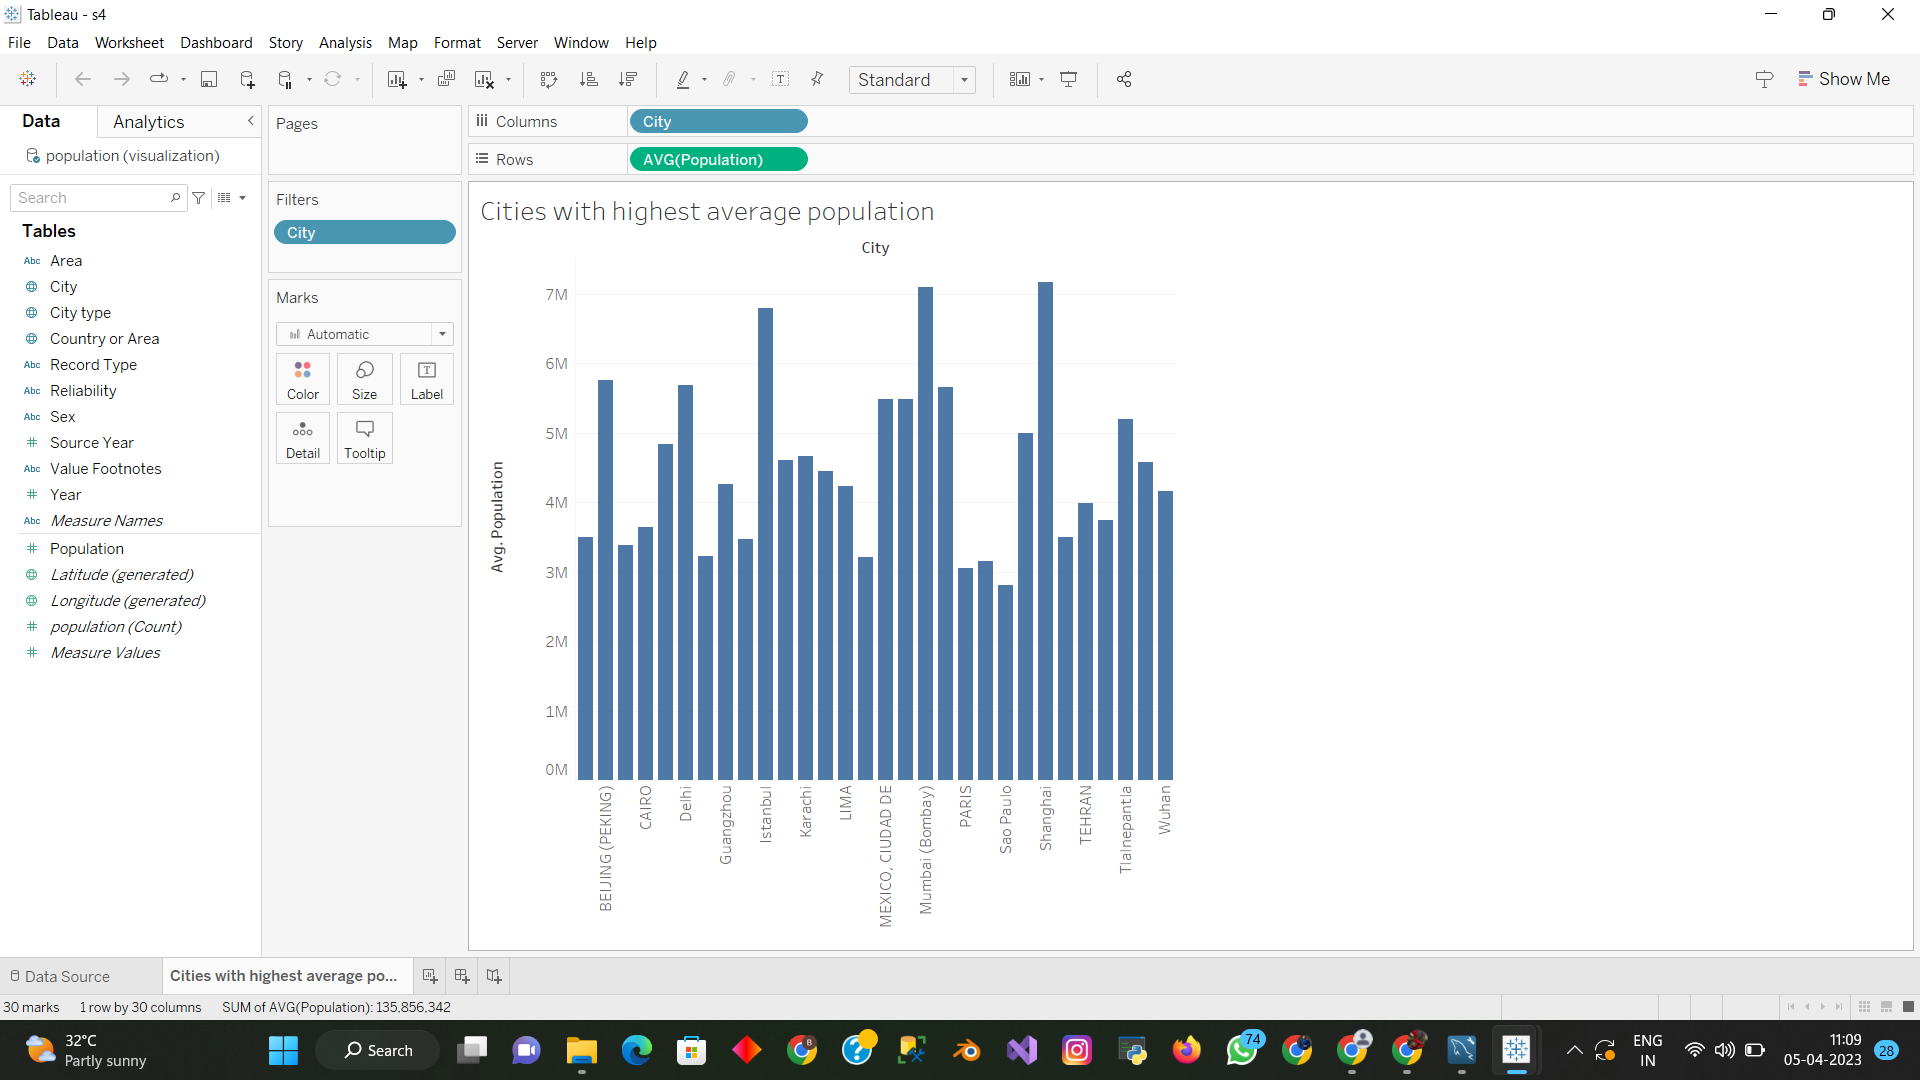 Tableau - s4
File Data Worksheet Dashboard Story Analysis Map Format Server Window Help
Standard
Show Me
Data Analytics
population (visualization)
Search
Tables
Abc Area
City
City type
Country or Area
Abc Record Type
Abc Reliability
Abc Sex
# Source Year
Abc Value Footnotes
# Year
Abc Measure Names
# Population
Latitude (generated)
Longitude (generated)
# population (Count)
# Measure Values
Pages
Filters
City
Marks
Automatic
Color Size Label
Detail Tooltip
Columns City
Rows AVG(Population)
Cities with highest average population
City
Avg. Population
7M
6M
5M
4M
3M
2M
1M
0M
BEIJING (PEKING)
CAIRO
Delhi
Guangzhou
Istanbul
Karachi
LIMA
MEXICO, CIUDAD DE
Mumbai (Bombay)
PARIS
Sao Paulo
Shanghai
TEHRAN
Tlalnepantla
Wuhan
Data Source Cities with highest average po...
30 marks 1 row by 30 columns SUM of AVG(Population): 135,856,342
32°C
Partly sunny
Search
74
ENG
IN
11:09
05-04-2023
28